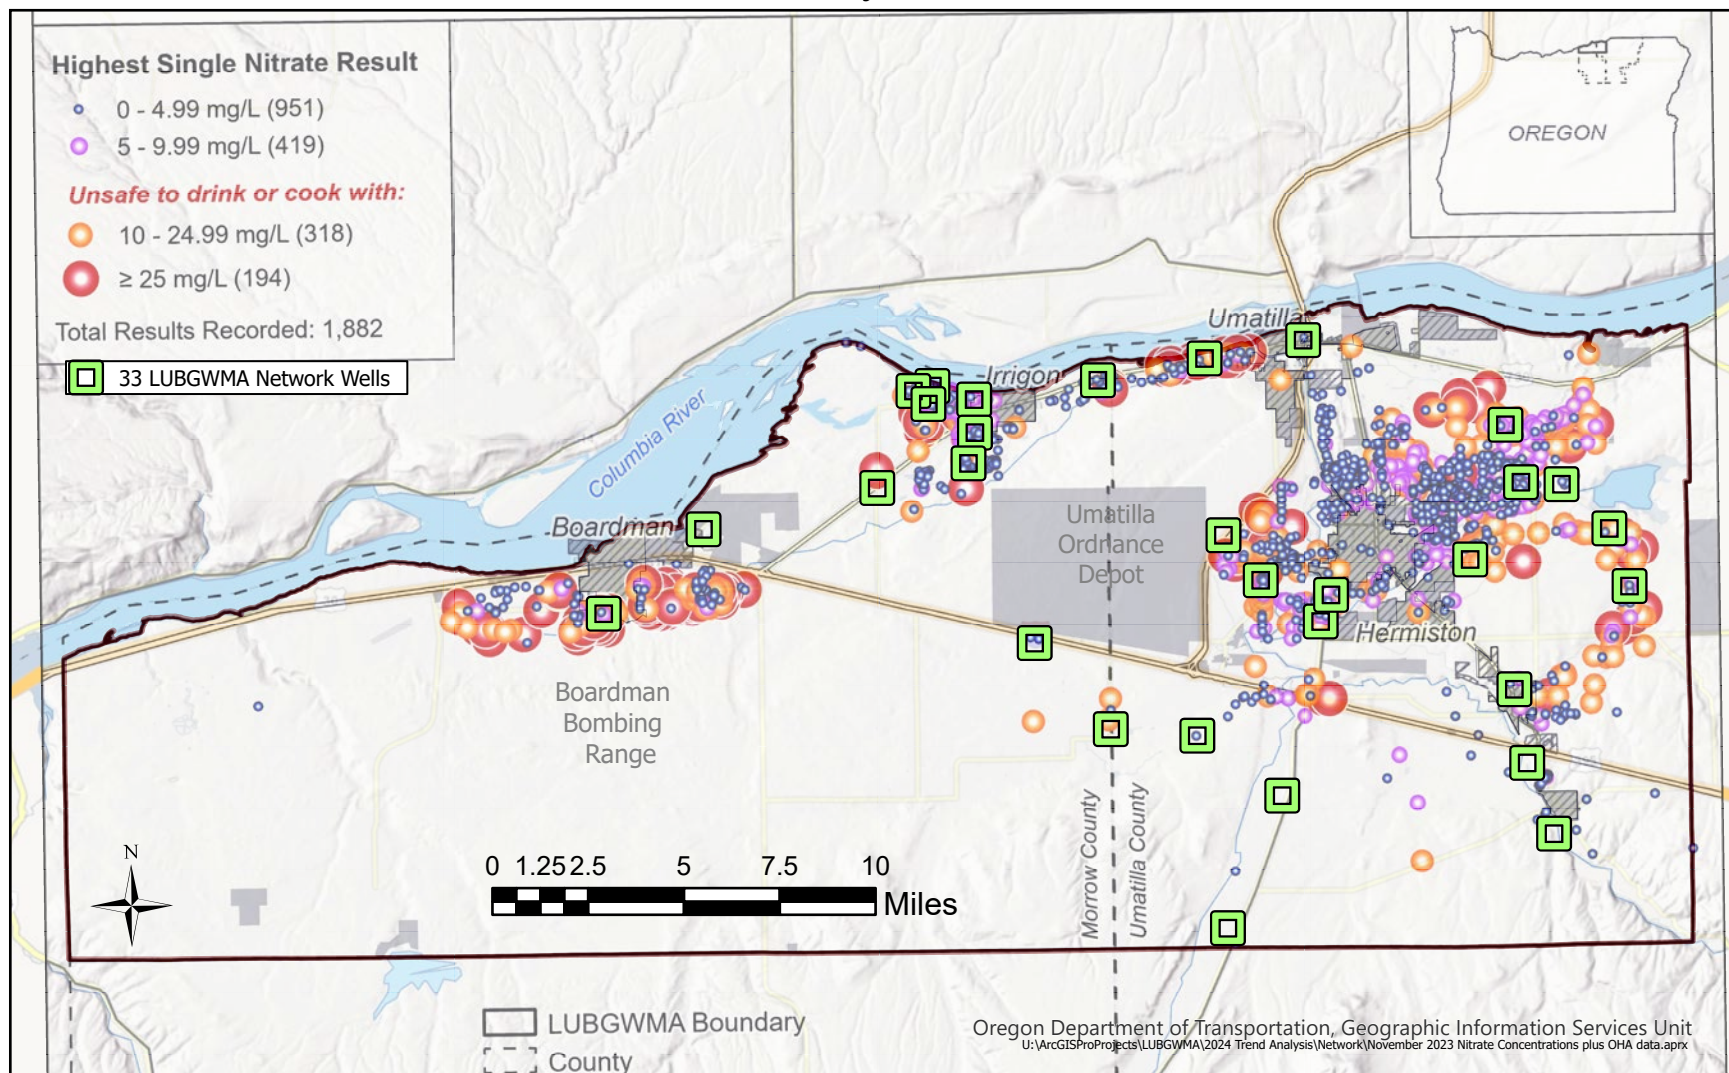 Highest Single Nitrate Result
0 - 4.99 mg/L (951)
5 - 9.99 mg/L (419)
Unsafe to drink or cook with:
10 - 24.99 mg/L (318)
≥ 25 mg/L (194)
Total Results Recorded: 1,882
33 LUBGWMA Network Wells
OREGON
Columbia River
Umatilla
Irrigon
Boardman
Umatilla
Ordnance
Depot
Hermiston
Boardman
Bombing
Range
Morrow County
Umatilla County
N
0 1.25 2.5 5 7.5 10
Miles
LUBGWMA Boundary
County
Oregon Department of Transportation, Geographic Information Services Unit
U:\ArcGISProProjects\LUBGWMA\2024 Trend Analysis\Network\November 2023 Nitrate Concentrations plus OHA data.aprx